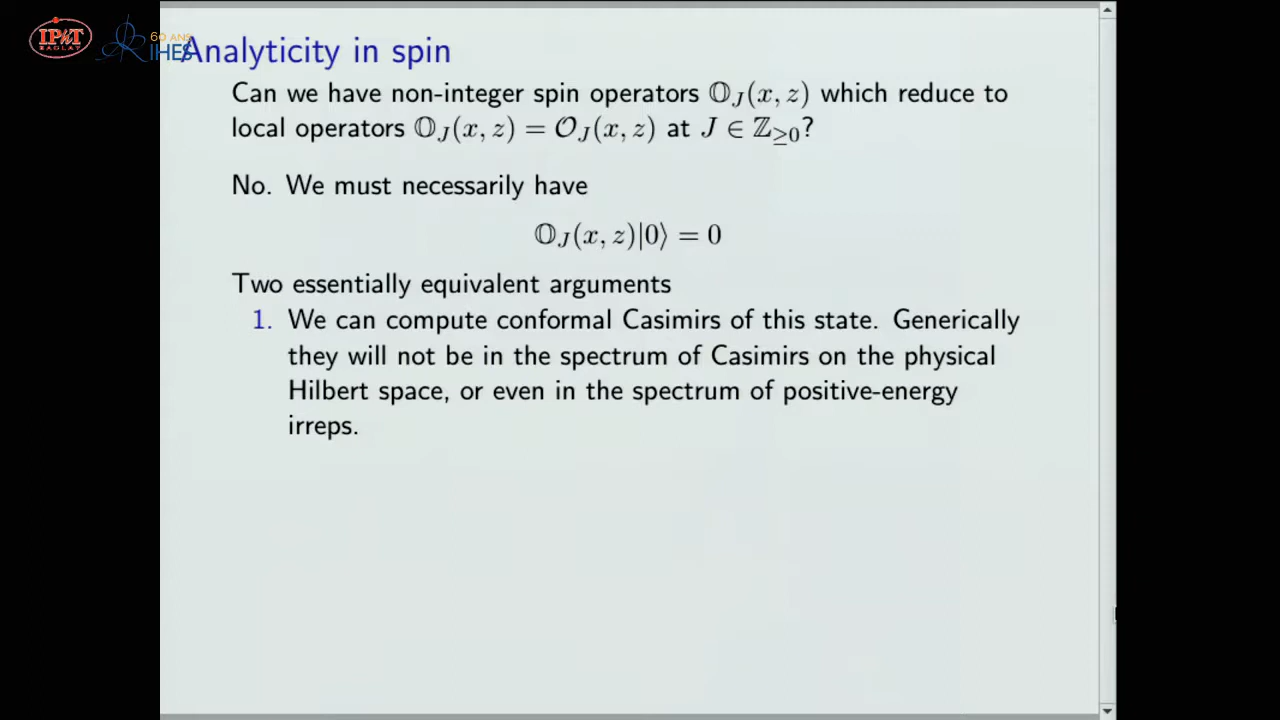 IPhT
SACLAY
60 ANS
IHES
Analyticity in spin
Can we have non-integer spin operators 𝕆_J(x, z) which reduce to
local operators 𝕆_J(x, z) = 𝒪_J(x, z) at J ∈ ℤ_≥0?
No. We must necessarily have
𝕆_J(x, z)|0⟩ = 0
Two essentially equivalent arguments
1. We can compute conformal Casimirs of this state. Generically
they will not be in the spectrum of Casimirs on the physical
Hilbert space, or even in the spectrum of positive-energy
irreps.